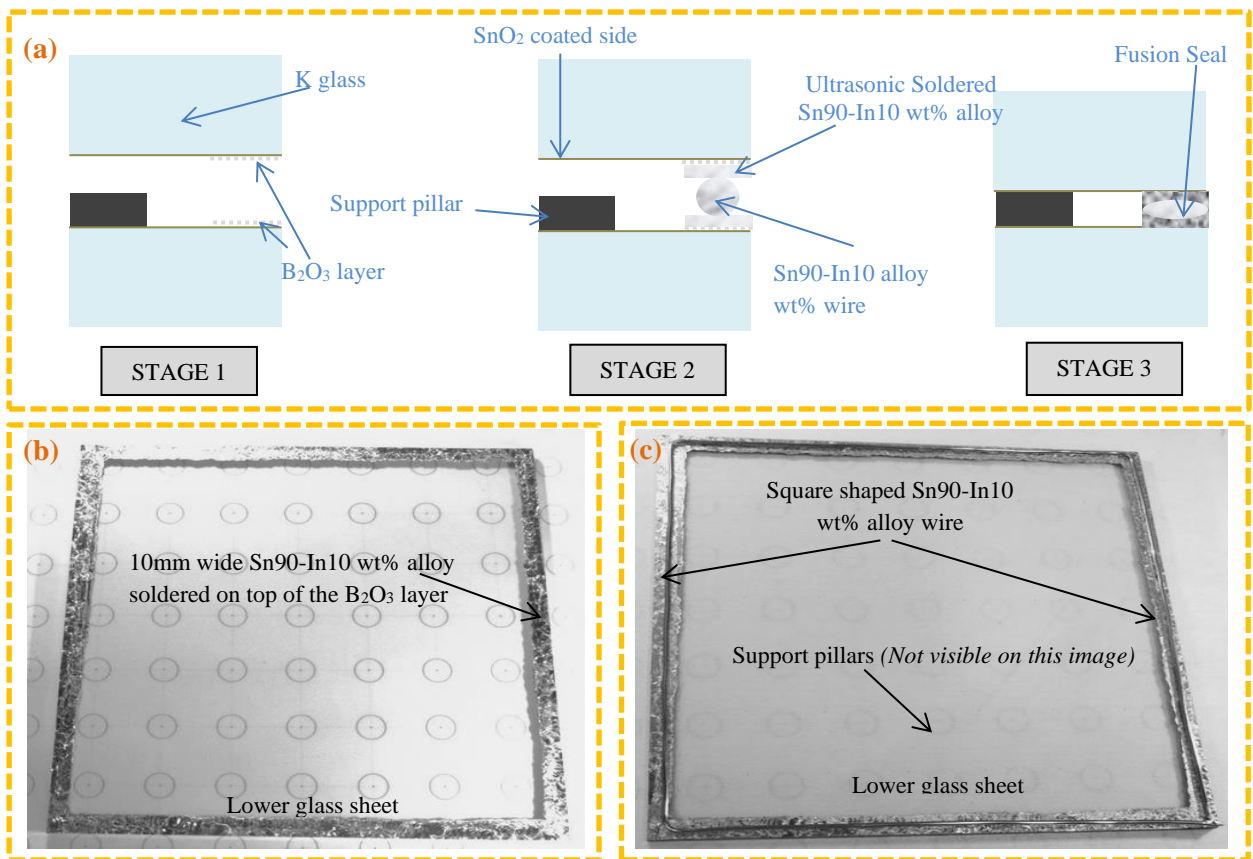 (a)
SnO₂ coated side
K glass
Fusion Seal
Ultrasonic Soldered
Sn90-In10 wt% alloy
Support pillar
B₂O₃ layer
Sn90-In10 alloy
wt% wire
STAGE 1
STAGE 2
STAGE 3
(b)
10mm wide Sn90-In10 wt% alloy
soldered on top of the B₂O₃ layer
Lower glass sheet
(c)
Square shaped Sn90-In10
wt% alloy wire
Support pillars (Not visible on this image)
Lower glass sheet